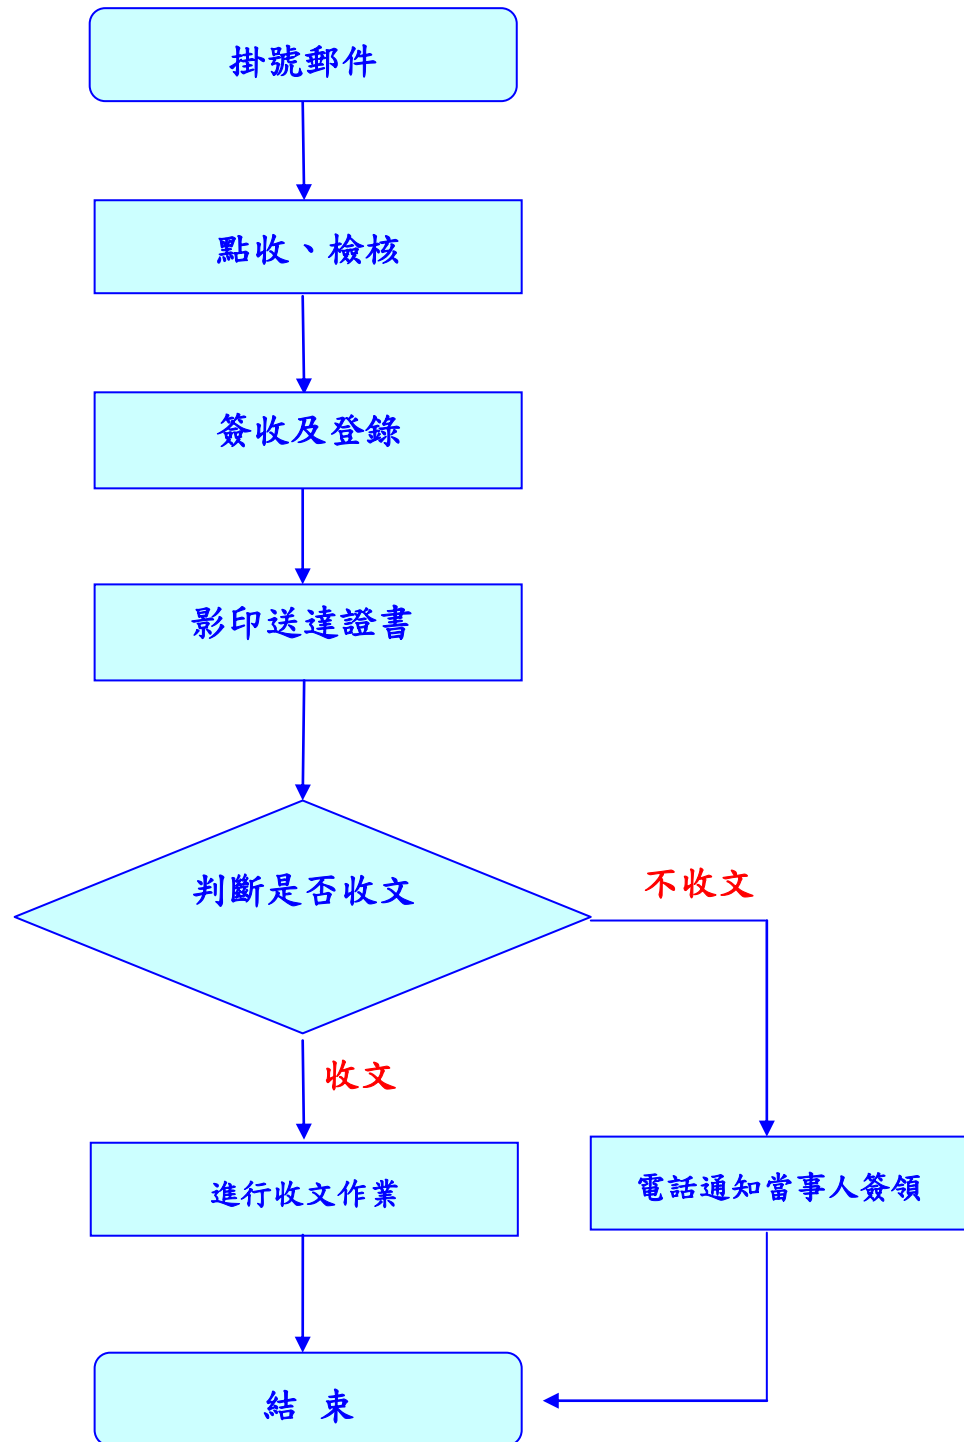 掛號郵件
點收、檢核
簽收及登錄
影印送達證書
判斷是否收文
不收文
收文
進行收文作業
電話通知當事人簽領
結 束